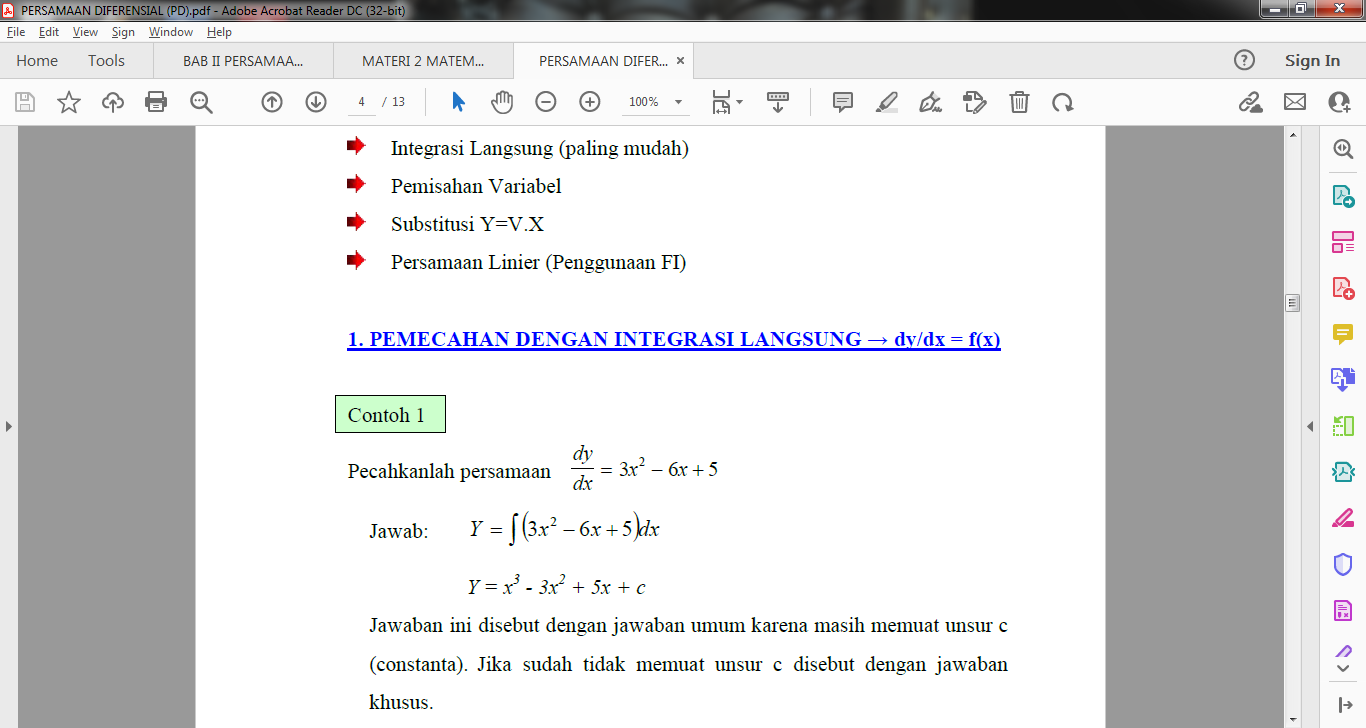 PERSAMAAN DIFERENSIAL (PD).pdf - Adobe Acrobat Reader DC (32-bit)
File Edit View Sign Window Help
Home Tools BAB II PERSAMAA... MATERI 2 MATEM... PERSAMAAN DIFER... × ? Sign In
4 / 13 100%
Integrasi Langsung (paling mudah)
Pemisahan Variabel
Substitusi Y=V.X
Persamaan Linier (Penggunaan FI)
1. PEMECAHAN DENGAN INTEGRASI LANGSUNG → dy/dx = f(x)
Contoh 1
Pecahkanlah persamaan dy/dx = 3x² − 6x + 5
Jawab: Y = ∫(3x² − 6x + 5)dx
Y = x³ - 3x² + 5x + c
Jawaban ini disebut dengan jawaban umum karena masih memuat unsur c
(constanta). Jika sudah tidak memuat unsur c disebut dengan jawaban
khusus.